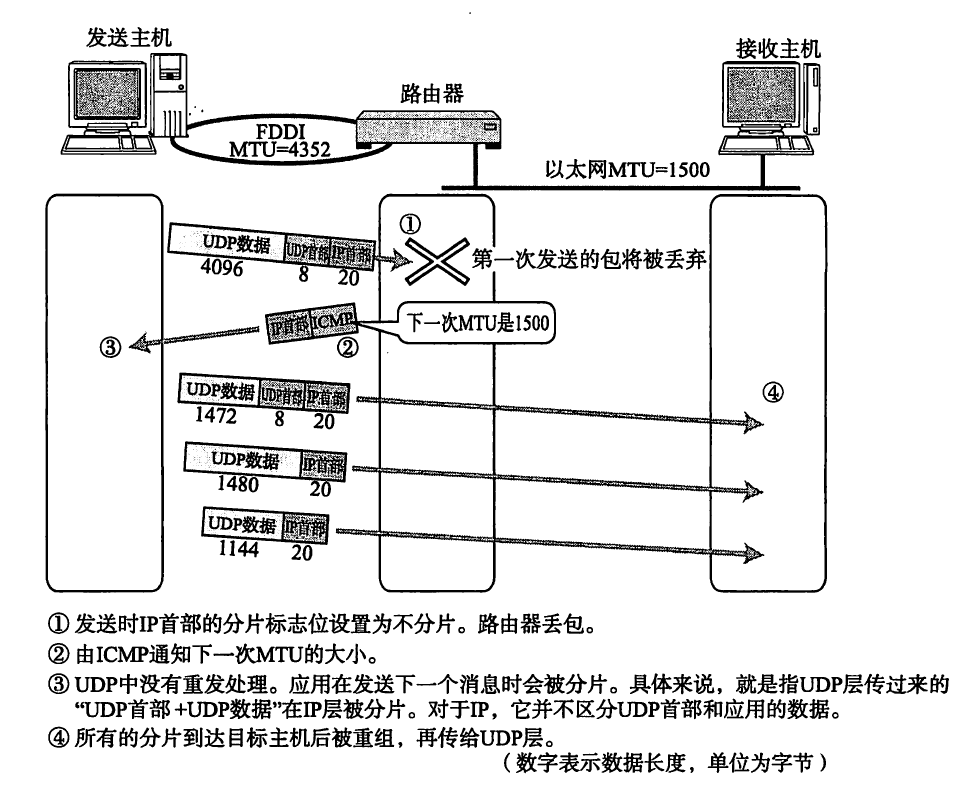 发送主机
接收主机
路由器
FDDI
MTU=4352
以太网MTU=1500
①
UDP数据 UDP首部 IP首部
4096 8 20
第一次发送的包将被丢弃
IP首部 ICMP
下一次MTU是1500
②
③
④
UDP数据 UDP首部 IP首部
1472 8 20
UDP数据 IP首部
1480 20
UDP数据 IP首部
1144 20
① 发送时IP首部的分片标志位设置为不分片。路由器丢包。
② 由ICMP通知下一次MTU的大小。
③ UDP中没有重发处理。应用在发送下一个消息时会被分片。具体来说，就是指UDP层传过来的
“UDP首部+UDP数据”在IP层被分片。对于IP，它并不区分UDP首部和应用的数据。
④ 所有的分片到达目标主机后被重组，再传给UDP层。
（数字表示数据长度，单位为字节）